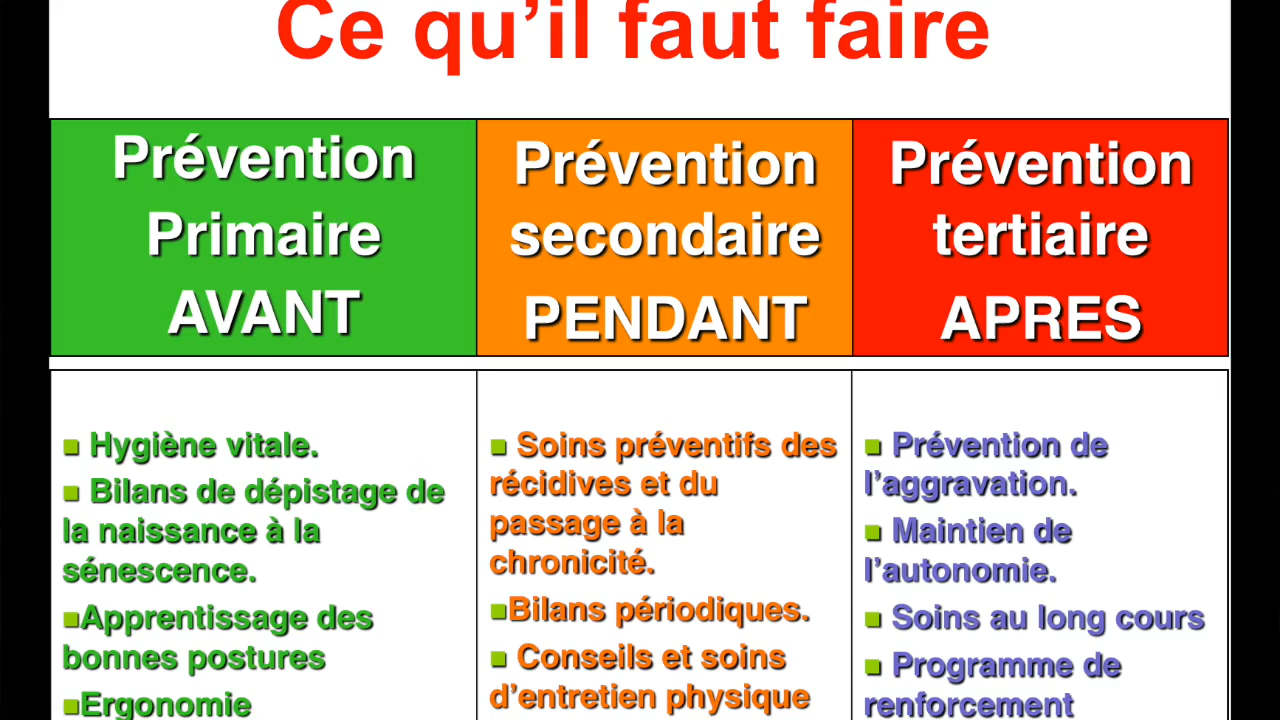 Ce qu’il faut faire
Prévention
Primaire
AVANT
Prévention
secondaire
PENDANT
Prévention
tertiaire
APRES
Hygiène vitale.
Bilans de dépistage de
la naissance à la
sénescence.
Apprentissage des
bonnes postures
Ergonomie
Soins préventifs des
récidives et du
passage à la
chronicité.
Bilans périodiques.
Conseils et soins
d’entretien physique
Prévention de
l’aggravation.
Maintien de
l’autonomie.
Soins au long cours
Programme de
renforcement